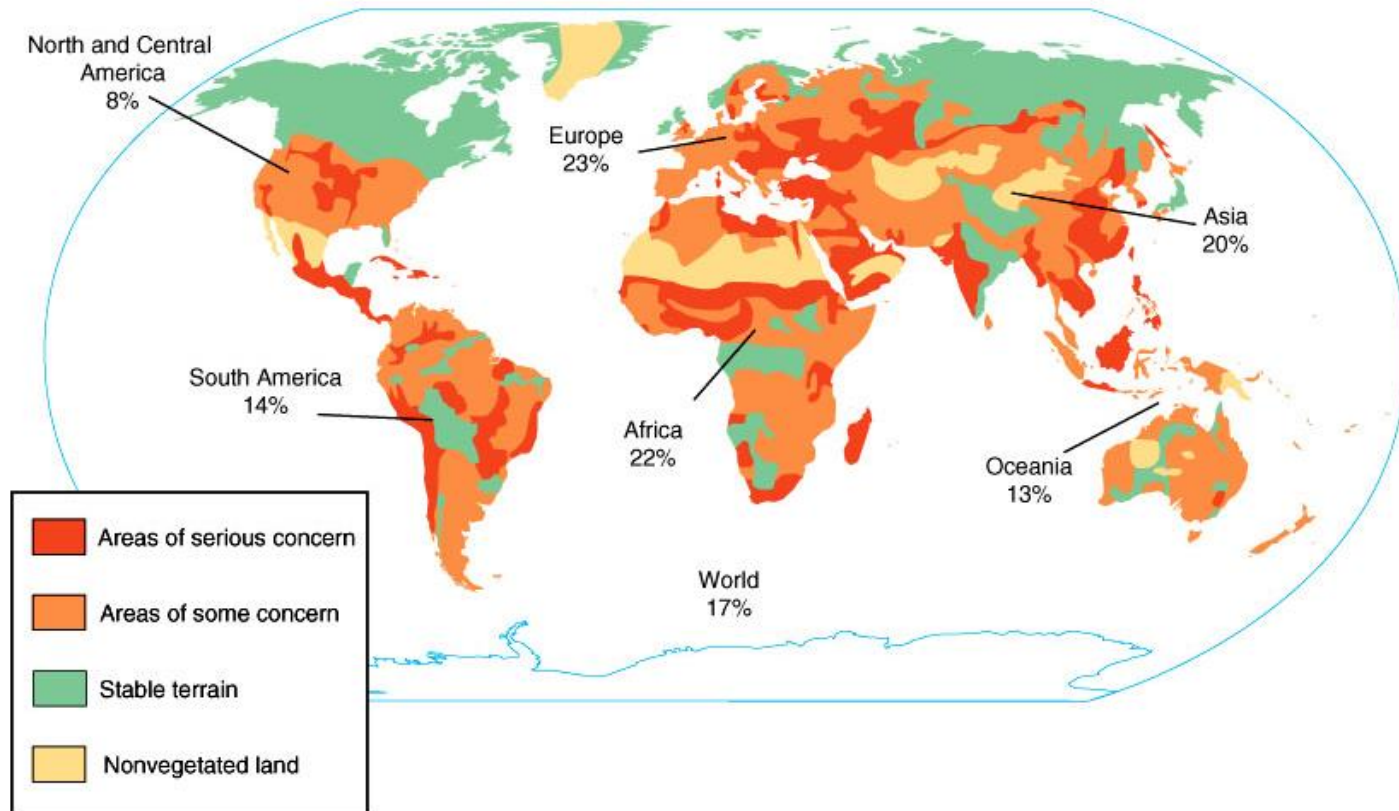 North and Central
America
8%
Europe
23%
Asia
20%
South America
14%
Africa
22%
Oceania
13%
World
17%
Areas of serious concern
Areas of some concern
Stable terrain
Nonvegetated land